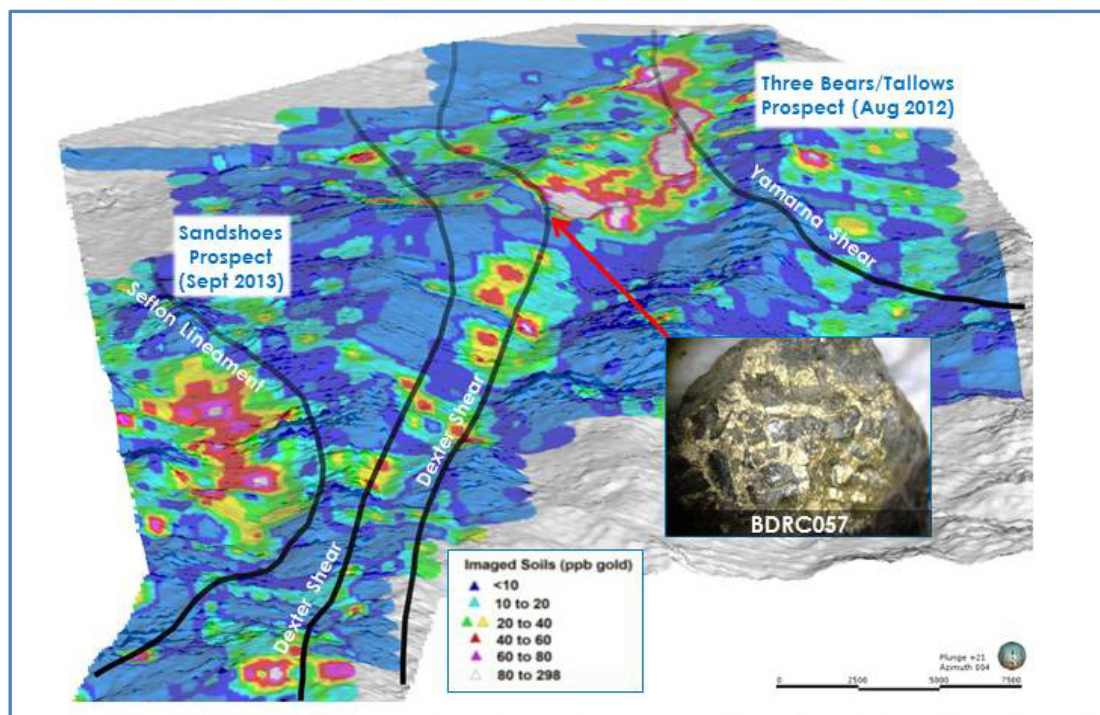 Three Bears/Tallows
Prospect (Aug 2012)
Yamarna Shear
Sandshoes
Prospect
(Sept 2013)
Sefton Lineament
Dexter Shear
Dexter Shear
BDRC057
Imaged Soils (ppb gold)
<10
10 to 20
20 to 40
40 to 60
60 to 80
80 to 298
Plunge +21
Azimuth 004
0 2500 5000 7500